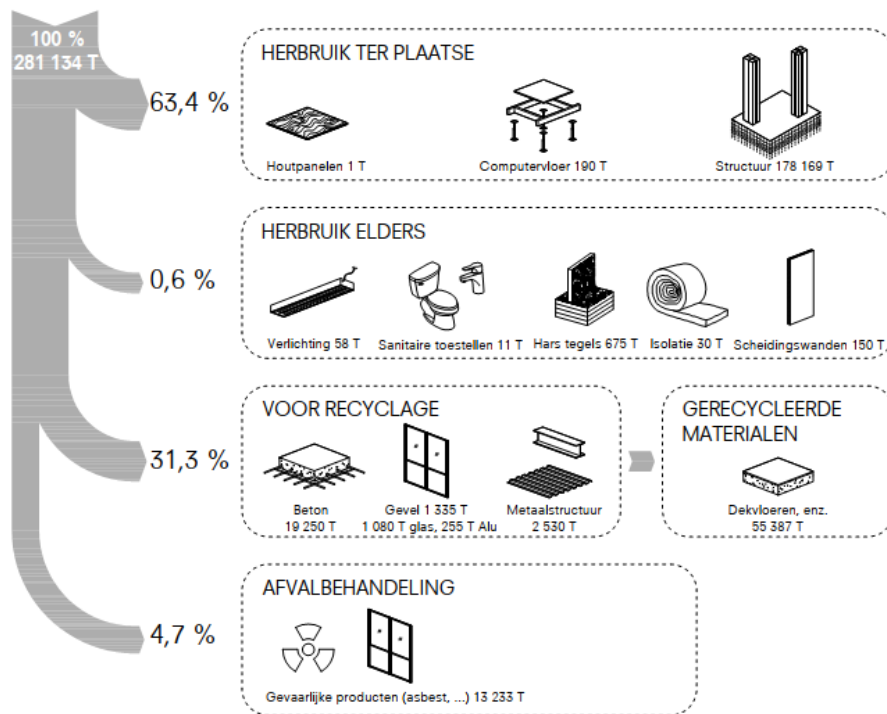 100 %
281 134 T
63,4 %
HERBRUIK TER PLAATSE
Houtpanelen 1 T
Computervloer 190 T
Structuur 178 169 T
0,6 %
HERBRUIK ELDERS
Verlichting 58 T
Sanitaire toestellen 11 T
Hars tegels 675 T
Isolatie 30 T
Scheidingswanden 150 T,
31,3 %
VOOR RECYCLAGE
Beton
19 250 T
Gevel 1 335 T
1 080 T glas, 255 T Alu
Metaalstructuur
2 530 T
GERECYCLEERDE
MATERIALEN
Dekvloeren, enz.
55 387 T
4,7 %
AFVALBEHANDELING
Gevaarlijke producten (asbest, ...) 13 233 T